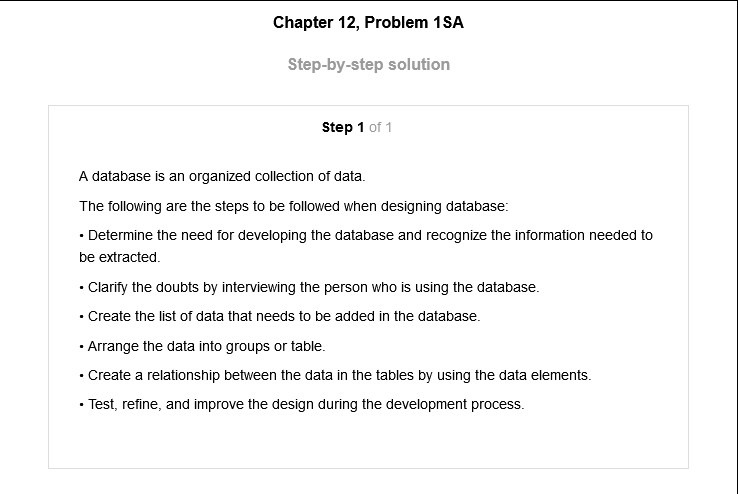 Chapter 12, Problem 1SA
Step-by-step solution
Step 1 of 1
A database is an organized collection of data.
The following are the steps to be followed when designing database:
• Determine the need for developing the database and recognize the information needed to
be extracted.
• Clarify the doubts by interviewing the person who is using the database.
• Create the list of data that needs to be added in the database.
• Arrange the data into groups or table.
• Create a relationship between the data in the tables by using the data elements.
• Test, refine, and improve the design during the development process.